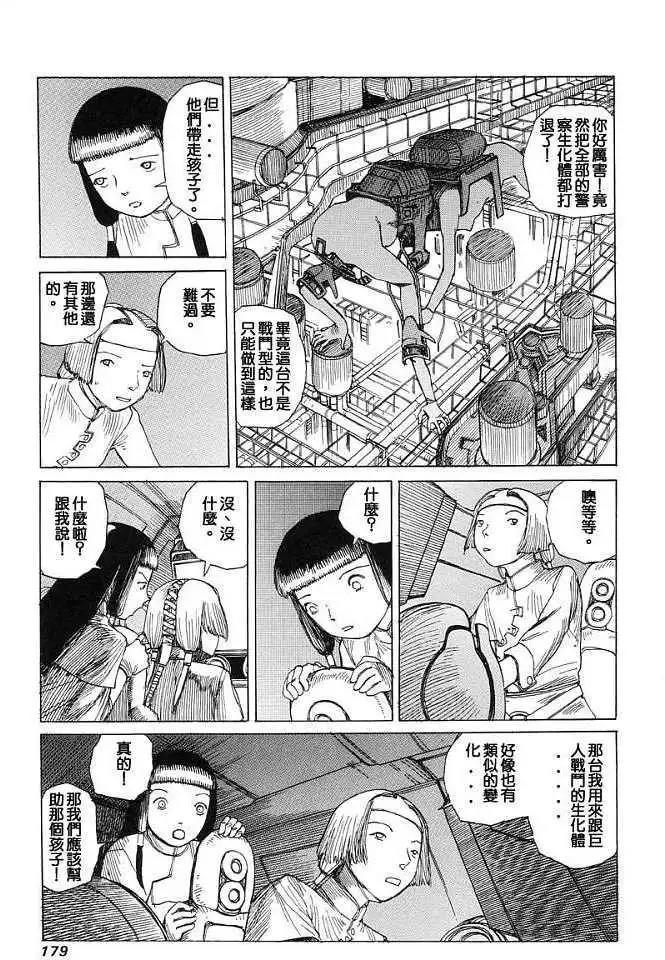 你好厲害！竟
然把全部的警
察生化體都打
退了！
畢竟這台不是
戰鬥型的，也
只能做到這樣
但．．．．
他們帶走孩子了。
不要
難過。
那邊還
有其他
的。
噢等等。
什麼？
沒、沒
什麼。
什麼啦？
跟我說！
那台我用來跟巨
人戰鬥的生化體
．．．．
好像也有
類似的變
化．．．．
真的！
那我們應該幫
助那個孩子！
179